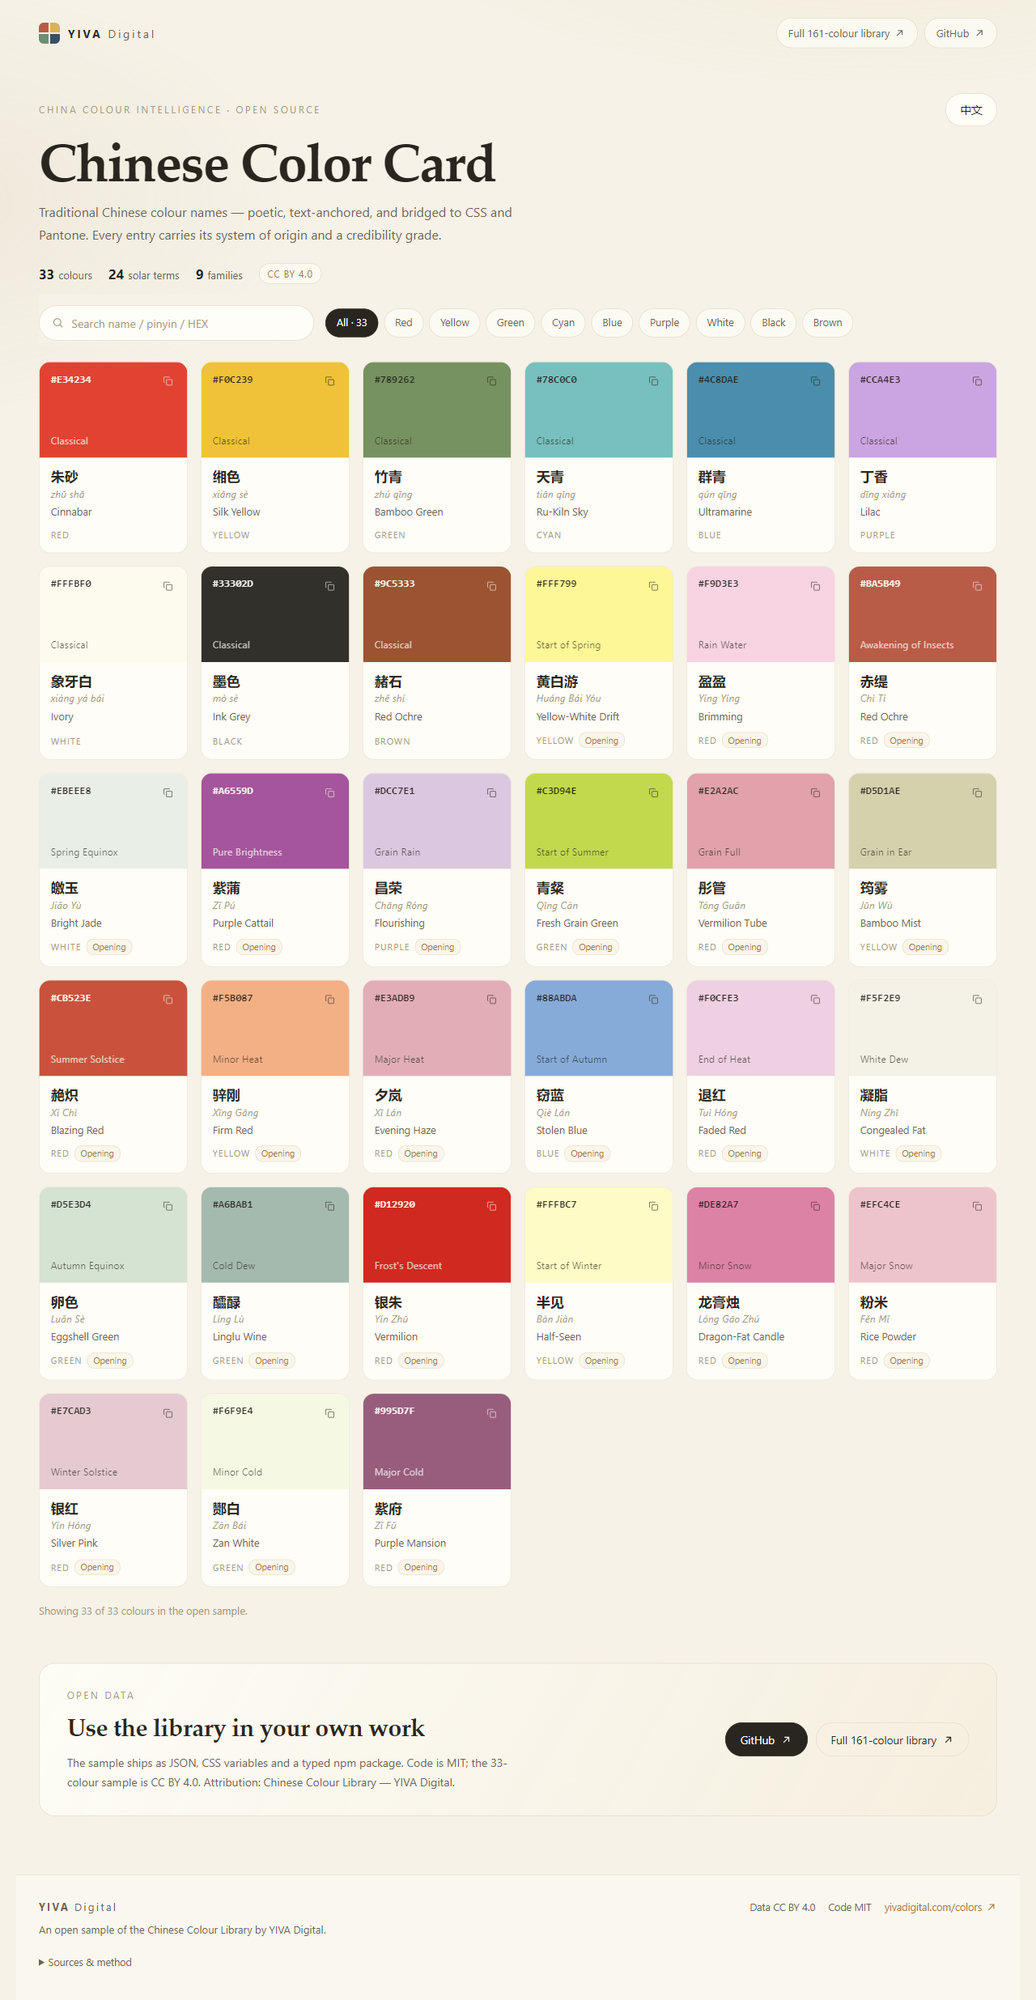 YIVA Digital
Full 161-colour library ↗
GitHub ↗
CHINA COLOUR INTELLIGENCE · OPEN SOURCE
中文
Chinese Color Card
Traditional Chinese colour names — poetic, text-anchored, and bridged to CSS and
Pantone. Every entry carries its system of origin and a credibility grade.
33 colours 24 solar terms 9 families CC BY 4.0
Search name / pinyin / HEX
All · 33 Red Yellow Green Cyan Blue Purple White Black Brown
#E34234
Classical
朱砂
zhū shā
Cinnabar
RED
#F0C239
Classical
缃色
xiāng sè
Silk Yellow
YELLOW
#789262
Classical
竹青
zhú qīng
Bamboo Green
GREEN
#78C0C0
Classical
天青
tiān qīng
Ru-Kiln Sky
CYAN
#4C8DAE
Classical
群青
qún qīng
Ultramarine
BLUE
#CCA4E3
Classical
丁香
dīng xiāng
Lilac
PURPLE
#FFFBF0
Classical
象牙白
xiàng yá bái
Ivory
WHITE
#33302D
Classical
墨色
mò sè
Ink Grey
BLACK
#9C5333
Classical
赭石
zhě shí
Red Ochre
BROWN
#FFF799
Start of Spring
黄白游
Huáng Bái Yóu
Yellow-White Drift
YELLOW Opening
#F9D3E3
Rain Water
盈盈
Yíng Yíng
Brimming
RED Opening
#BA5B49
Awakening of Insects
赤缇
Chì Tí
Red Ochre
RED Opening
#EBEEE8
Spring Equinox
皦玉
Jiǎo Yù
Bright Jade
WHITE Opening
#A6559D
Pure Brightness
紫蒲
Zǐ Pú
Purple Cattail
RED Opening
#DCC7E1
Grain Rain
昌荣
Chāng Róng
Flourishing
PURPLE Opening
#C3D94E
Start of Summer
青粲
Qīng Càn
Fresh Grain Green
GREEN Opening
#E2A2AC
Grain Full
彤管
Tóng Guǎn
Vermilion Tube
RED Opening
#D5D1AE
Grain in Ear
筠雾
Jūn Wù
Bamboo Mist
YELLOW Opening
#CB523E
Summer Solstice
赩炽
Xì Chì
Blazing Red
RED Opening
#F5B087
Minor Heat
骍刚
Xīng Gāng
Firm Red
YELLOW Opening
#E3ADB9
Major Heat
夕岚
Xī Lán
Evening Haze
RED Opening
#88ABDA
Start of Autumn
窃蓝
Qiè Lán
Stolen Blue
BLUE Opening
#F0CFE3
End of Heat
退红
Tuì Hóng
Faded Red
RED Opening
#F5F2E9
White Dew
凝脂
Níng Zhī
Congealed Fat
WHITE Opening
#D5E3D4
Autumn Equinox
卵色
Luǎn Sè
Eggshell Green
GREEN Opening
#A6BAB1
Cold Dew
醽醁
Líng Lù
Linglu Wine
GREEN Opening
#D12920
Frost's Descent
银朱
Yín Zhū
Vermilion
RED Opening
#FFFBC7
Start of Winter
半见
Bàn Jiàn
Half-Seen
YELLOW Opening
#DE82A7
Minor Snow
龙膏烛
Lóng Gāo Zhú
Dragon-Fat Candle
RED Opening
#EFC4CE
Major Snow
粉米
Fěn Mǐ
Rice Powder
RED Opening
#E7CAD3
Winter Solstice
银红
Yín Hóng
Silver Pink
RED Opening
#F6F9E4
Minor Cold
酂白
Zàn Bái
Zan White
GREEN Opening
#995D7F
Major Cold
紫府
Zǐ Fǔ
Purple Mansion
RED Opening
Showing 33 of 33 colours in the open sample.
OPEN DATA
Use the library in your own work
The sample ships as JSON, CSS variables and a typed npm package. Code is MIT; the 33-
colour sample is CC BY 4.0. Attribution: Chinese Colour Library — YIVA Digital.
GitHub ↗
Full 161-colour library ↗
YIVA Digital
Data CC BY 4.0 Code MIT yivadigital.com/colors ↗
An open sample of the Chinese Colour Library by YIVA Digital.
▶ Sources & method